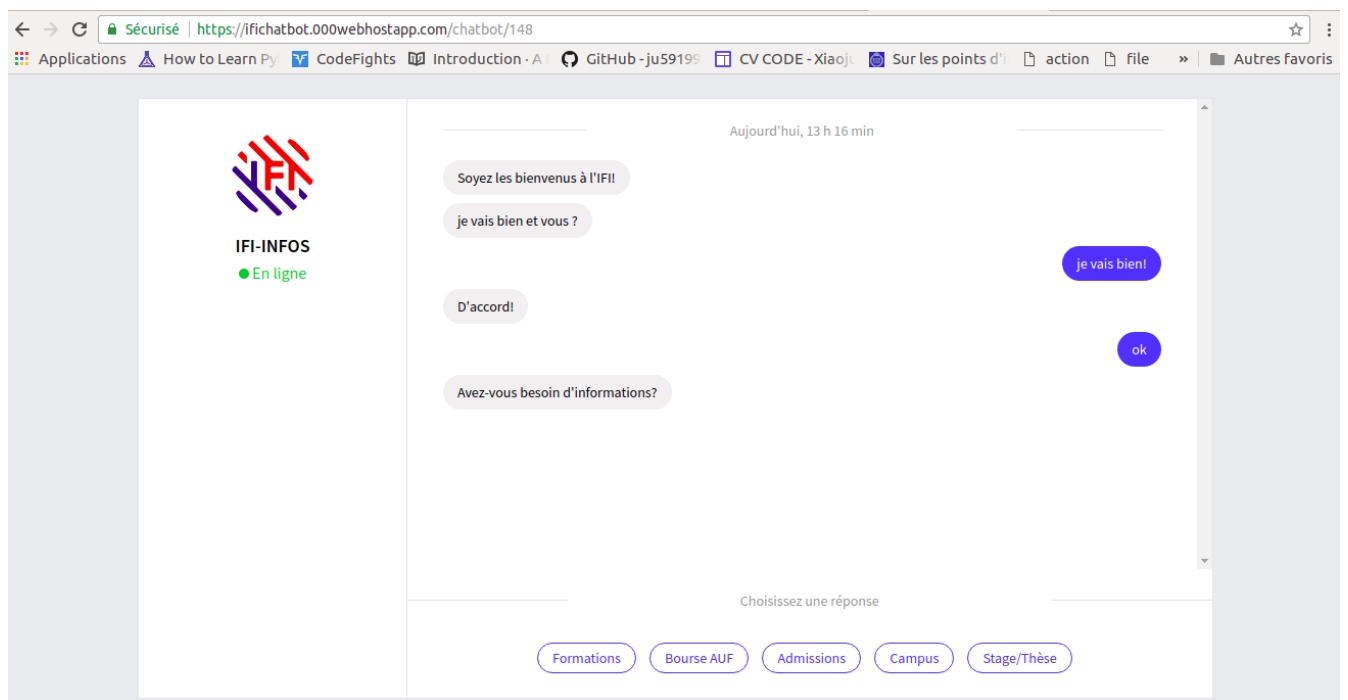 Sécurisé | https://ifichatbot.000webhostapp.com/chatbot/148
Applications How to Learn Py CodeFights Introduction · A GitHub - ju59199 CV CODE - Xiaoju Sur les points d'i action file » Autres favoris
Aujourd'hui, 13 h 16 min
Soyez les bienvenus à l'IFI!
je vais bien et vous ?
IFI
IFI-INFOS
En ligne
je vais bien!
D'accord!
ok
Avez-vous besoin d'informations?
Choisissez une réponse
Formations Bourse AUF Admissions Campus Stage/Thèse